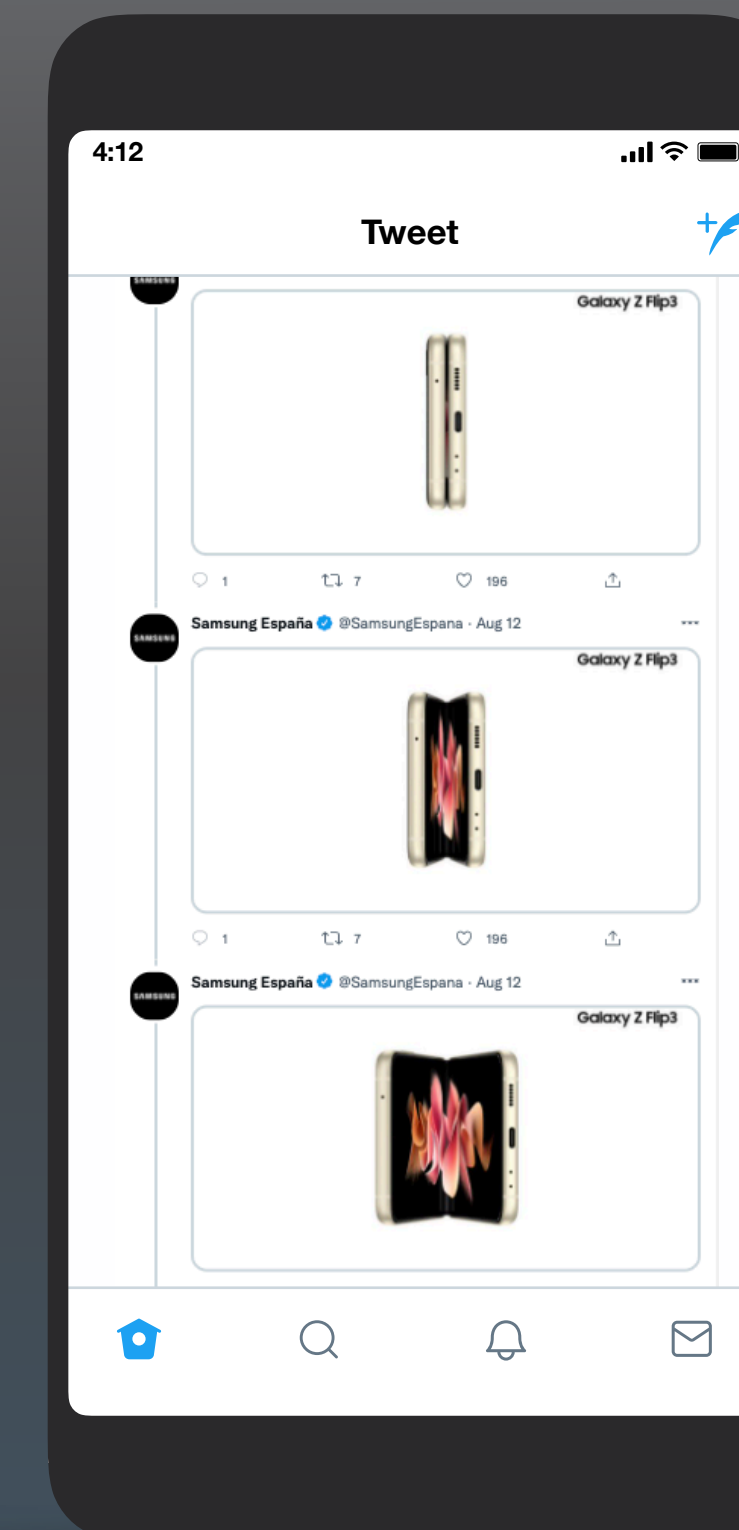 4:12
Tweet
SAMSUNG
Galaxy Z Flip3
1 7 196
Samsung España @SamsungEspana · Aug 12
SAMSUNG
Galaxy Z Flip3
1 7 196
Samsung España @SamsungEspana · Aug 12
SAMSUNG
Galaxy Z Flip3